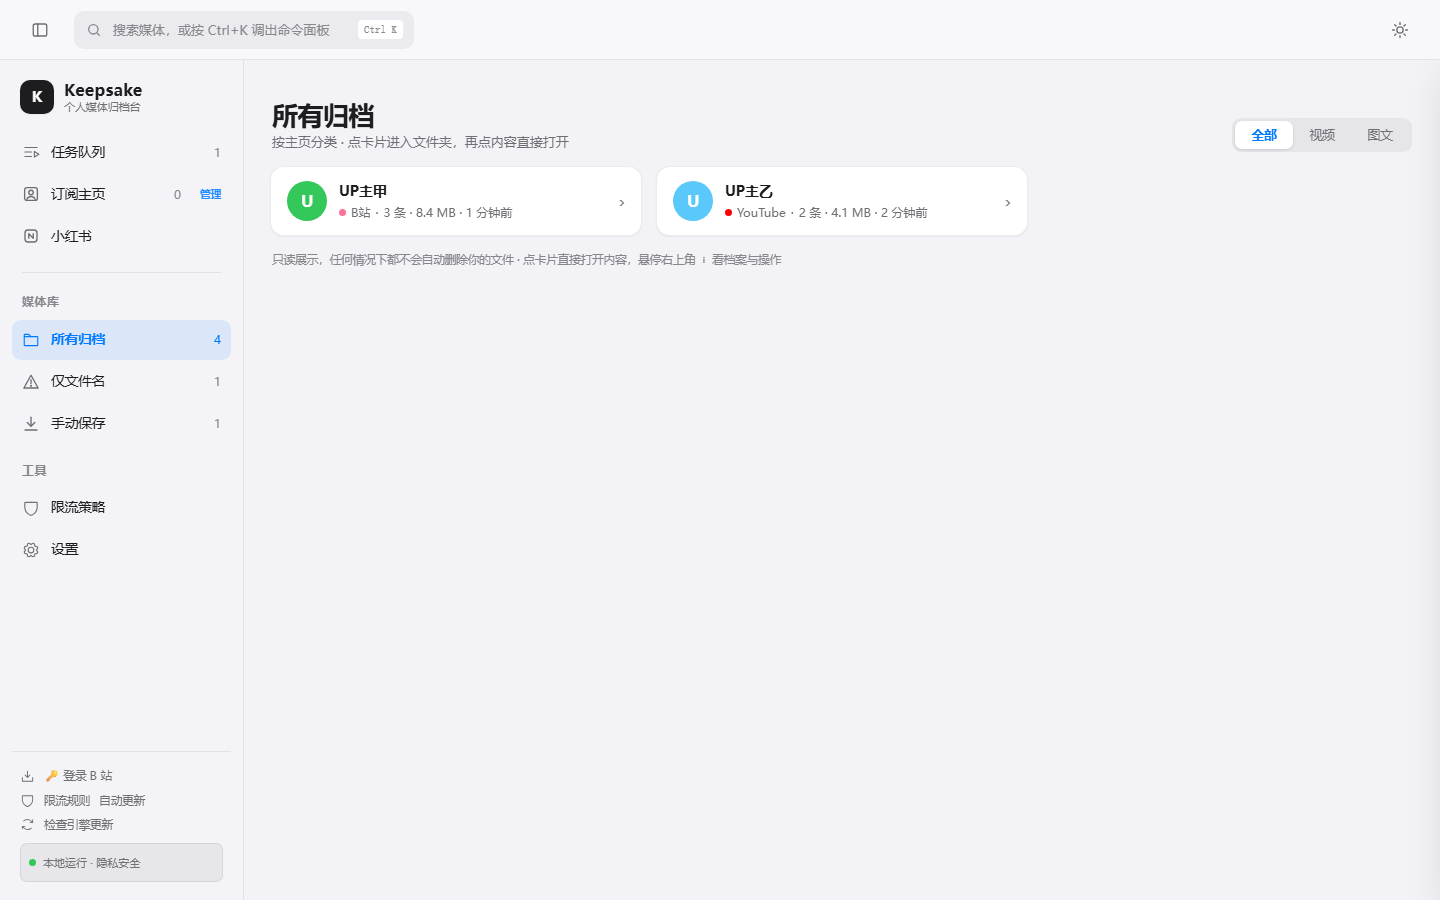 搜索媒体，或按 Ctrl+K 调出命令面板 Ctrl K
K Keepsake
个人媒体归档台
任务队列 1
订阅主页 0 管理
小红书
媒体库
所有归档 4
仅文件名 1
手动保存 1
工具
限流策略
设置
登录 B 站
限流规则 自动更新
检查引擎更新
本地运行 · 隐私安全
所有归档
按主页分类 · 点卡片进入文件夹，再点内容直接打开
全部 视频 图文
U UP主甲
B站 · 3 条 · 8.4 MB · 1 分钟前 ›
U UP主乙
YouTube · 2 条 · 4.1 MB · 2 分钟前 ›
只读展示，任何情况下都不会自动删除你的文件 · 点卡片直接打开内容，悬停右上角 i 看档案与操作